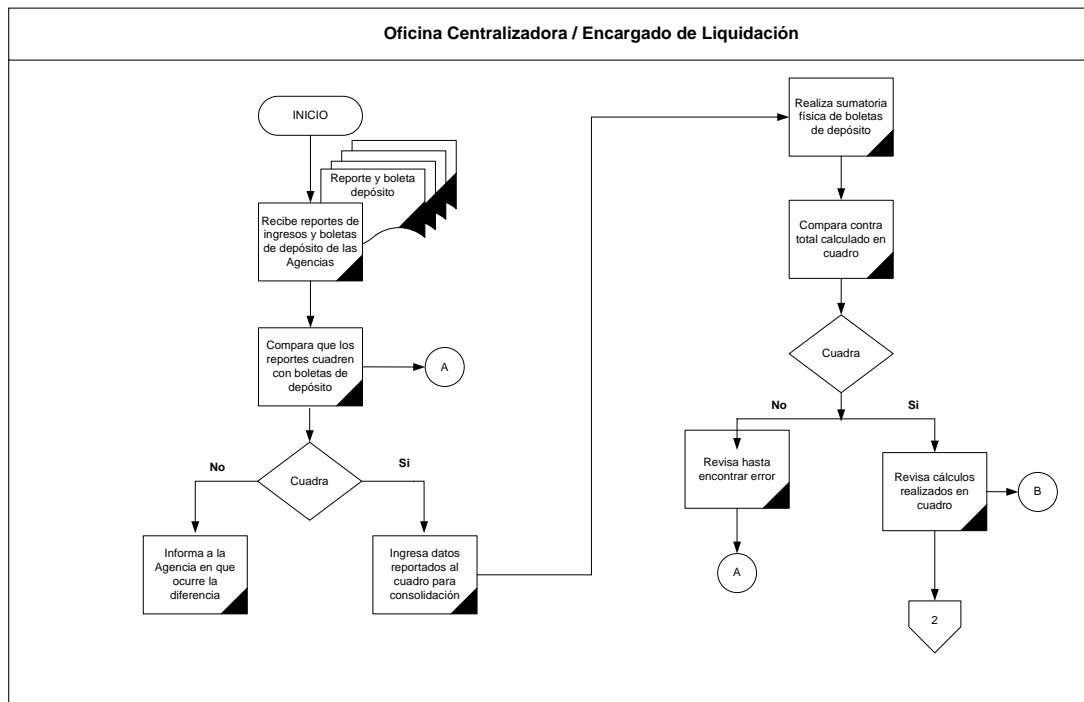 Oficina Centralizadora / Encargado de Liquidación
INICIO
Reporte y boleta
depósito
Recibe reportes de
ingresos y boletas
de depósito de las
Agencias
Compara que los
reportes cuadren
con boletas de
depósito
A
Cuadra
No
Si
Informa a la
Agencia en que
ocurre la
diferencia
Ingresa datos
reportados al
cuadro para
consolidación
Realiza sumatoria
física de boletas
de depósito
Compara contra
total calculado en
cuadro
Cuadra
No
Si
Revisa hasta
encontrar error
A
Revisa cálculos
realizados en
cuadro
B
2